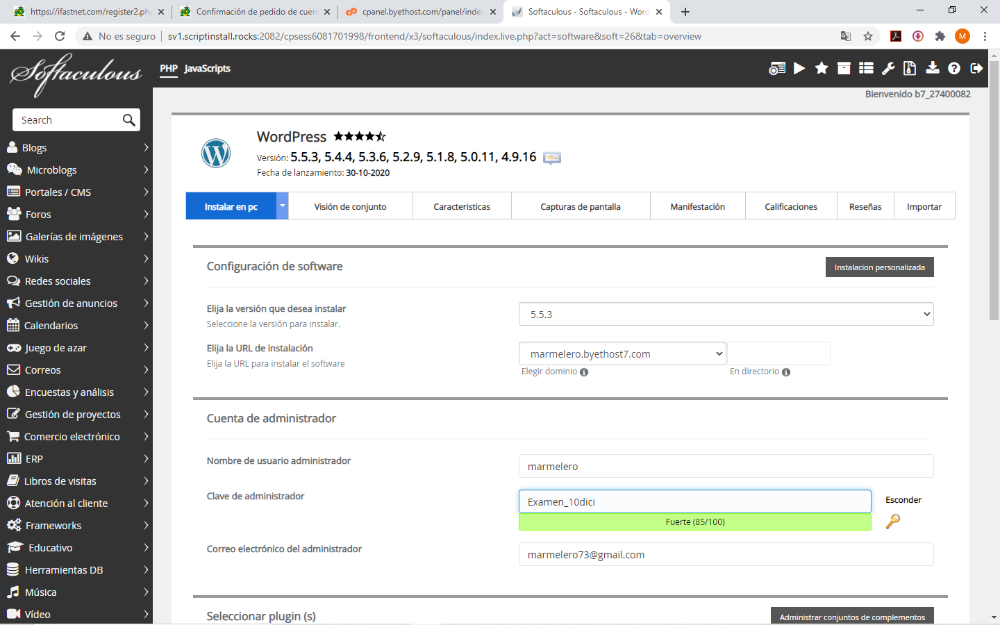 https://ifastnet.com/register2.php
Confirmación de pedido de cuen
cpanel.byethost.com/panel/index
Softaculous - Softaculous - Word
No es seguro
sv1.scriptinstall.rocks:2082/cpsess6081701998/frontend/x3/softaculous/index.live.php?act=software&soft=26&tab=overview
M
Softaculous
PHP
JavaScripts
Bienvenido b7_27400082
Search
Blogs
Microblogs
Portales / CMS
Foros
Galerías de imágenes
Wikis
Redes sociales
Gestión de anuncios
Calendarios
Juego de azar
Correos
Encuestas y análisis
Gestión de proyectos
Comercio electrónico
ERP
Libros de visitas
Atención al cliente
Frameworks
Educativo
Herramientas DB
Música
Vídeo
WordPress
Versión: 5.5.3, 5.4.4, 5.3.6, 5.2.9, 5.1.8, 5.0.11, 4.9.16
Fecha de lanzamiento: 30-10-2020
Instalar en pc
Visión de conjunto
Caracteristicas
Capturas de pantalla
Manifestación
Calificaciones
Reseñas
Importar
Configuración de software
Instalacion personalizada
Elija la versión que desea instalar
Seleccione la versión para instalar.
5.5.3
Elija la URL de instalación
Elija la URL para instalar el software
marmelero.byethost7.com
Elegir dominio
En directorio
Cuenta de administrador
Nombre de usuario administrador
marmelero
Clave de administrador
Examen_10dici
Esconder
Fuerte (85/100)
Correo electrónico del administrador
marmelero73@gmail.com
Seleccionar plugin (s)
Administrar conjuntos de complementos